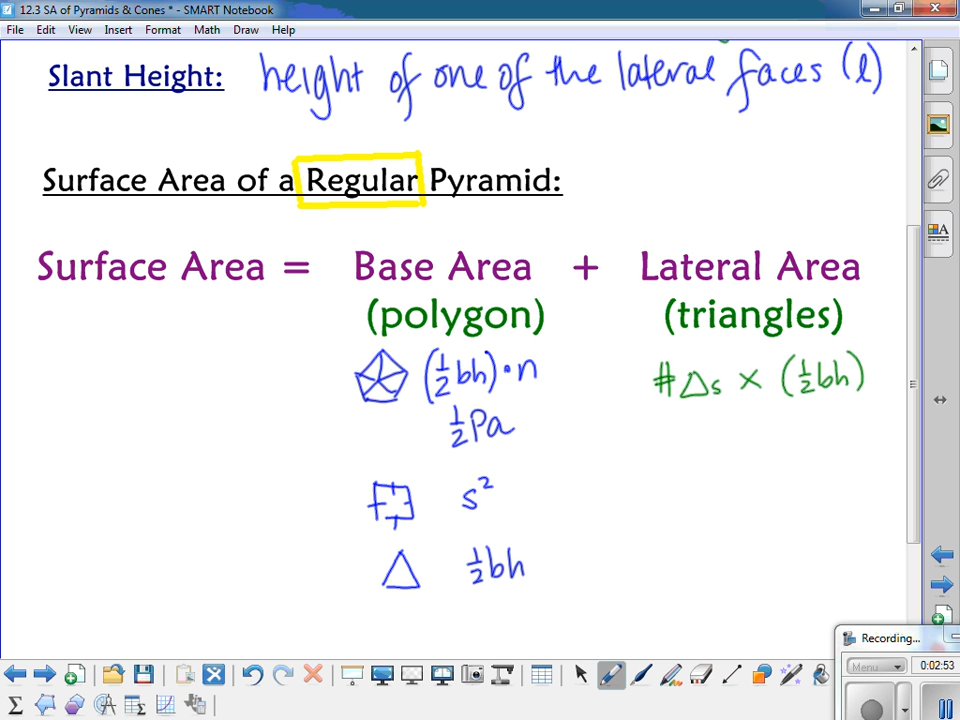 12.3 SA of Pyramids & Cones * - SMART Notebook
File Edit View Insert Format Math Draw Help
Slant Height: height of one of the lateral faces (l)
Surface Area of a Regular Pyramid:
Surface Area = Base Area + Lateral Area
(polygon) (triangles)
(½bh)·n #△s × (½bh)
½Pa
s²
½bh
Recording...
Menu 0:02:53